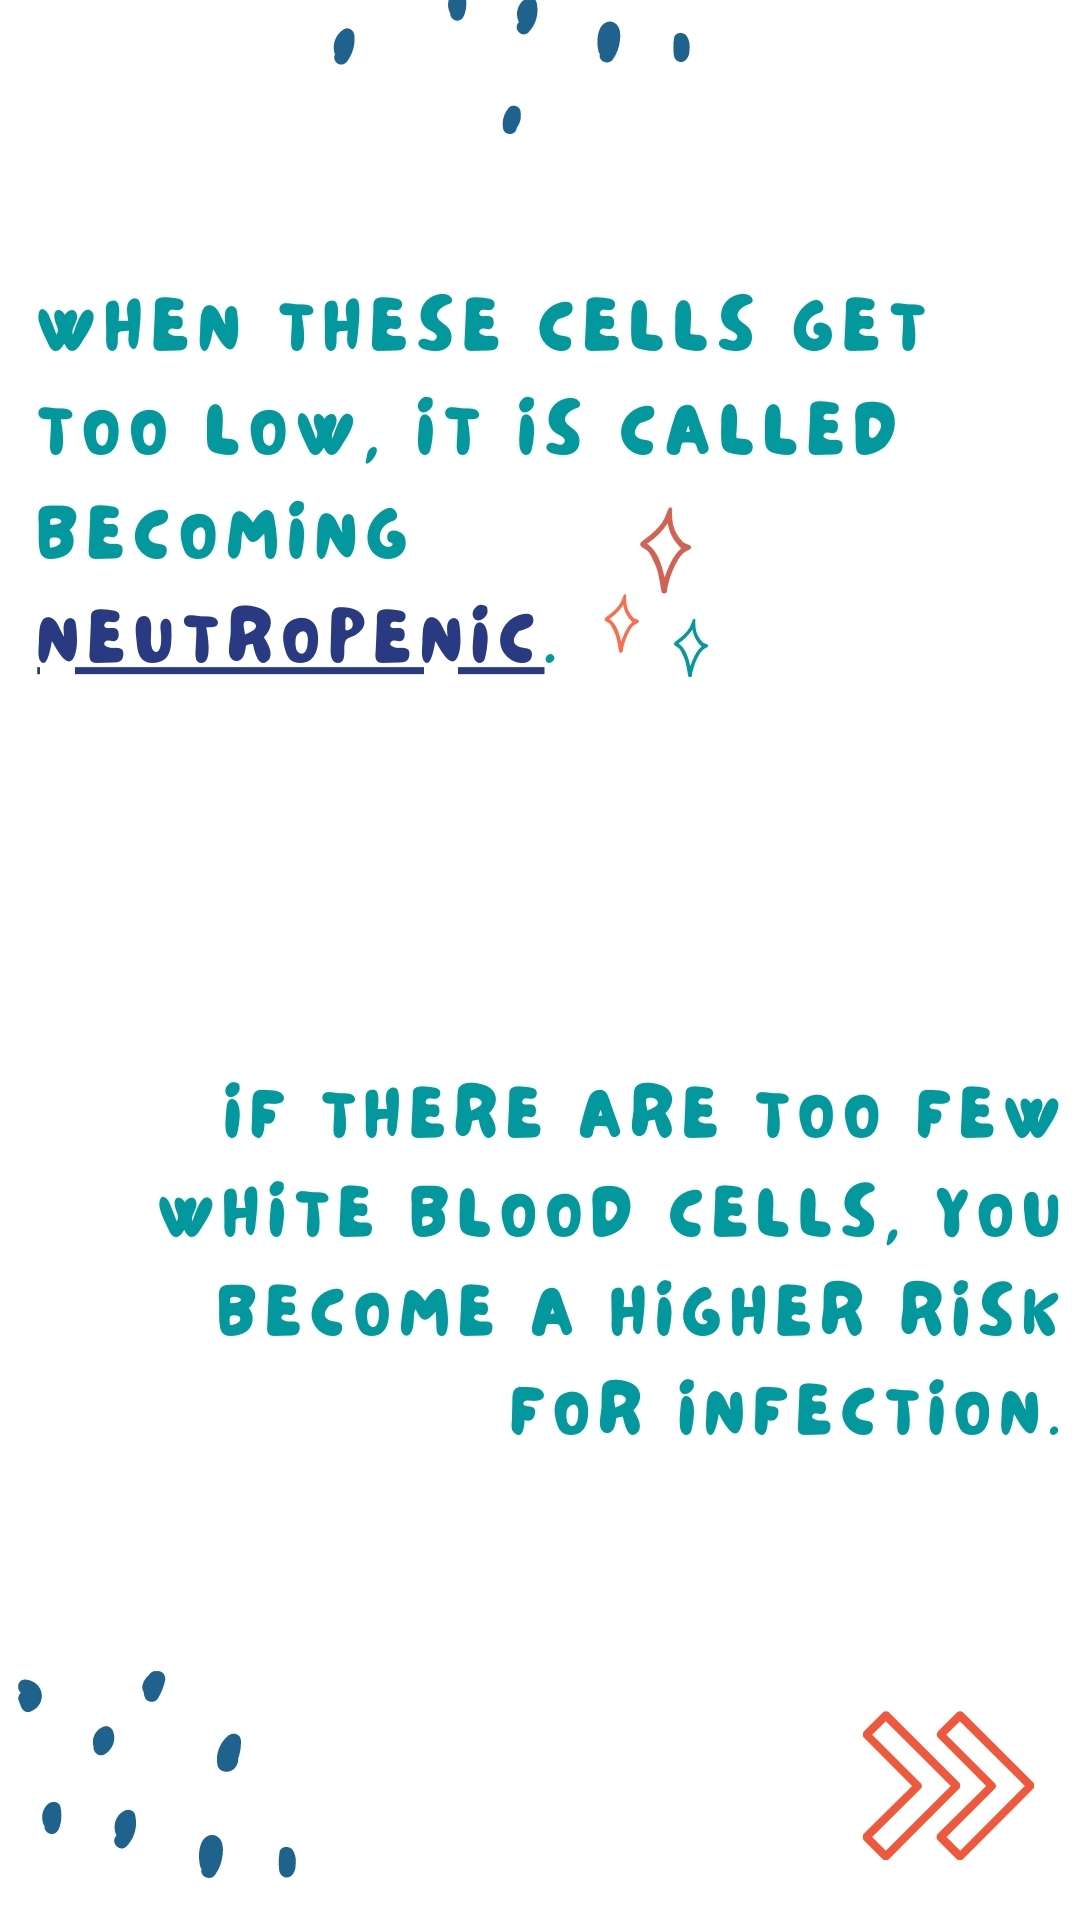 WHEN THESE CELLS GET
TOO LOW, iT iS CALLED
BECOMiNG
NEUTROPENiC.
iF THERE ARE TOO FEW
WHiTE BLOOD CELLS, YOU
BECOME A HiGHER RiSK
FOR iNFECTiON.